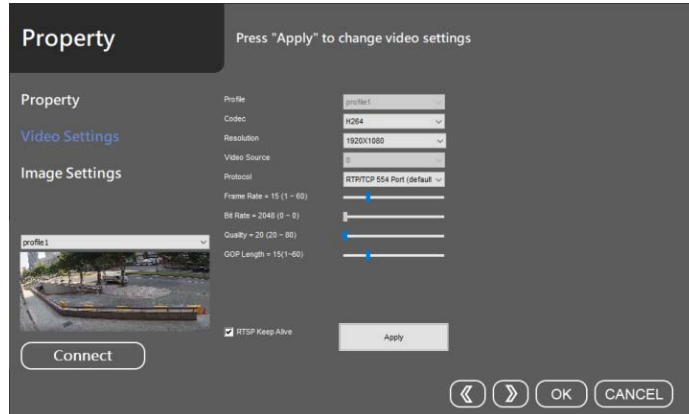 Property
Press "Apply" to change video settings
Property
Video Settings
Image Settings
Profile
profile1
Codec
H264
Resolution
1920X1080
Video Source
0
Protocol
RTP/TCP 554 Port (default
Frame Rate = 15 (1 ~ 60)
Bit Rate = 2048 (0 ~ 0)
Quality = 20 (20 ~ 80)
GOP Length = 15(1~60)
profile1
RTSP Keep Alive
Apply
Connect
OK
CANCEL